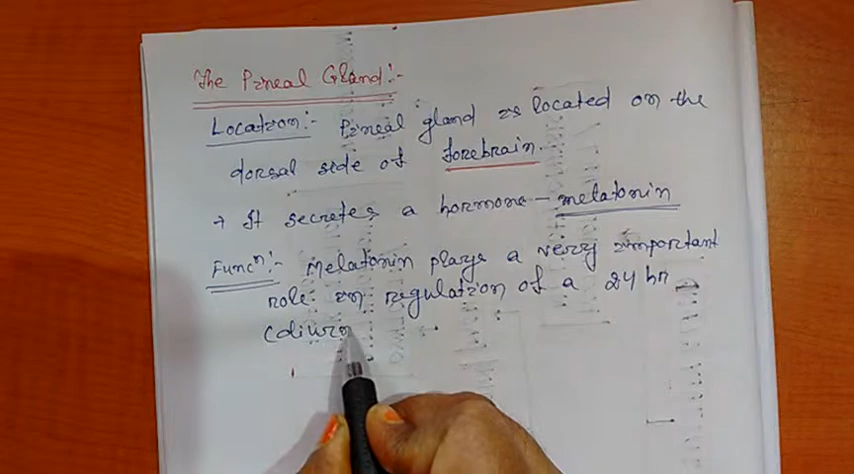 The Pineal Gland:-
Location:- Pineal gland is located on the
dorsal side of forebrain.
→ It secretes a hormone - melatonin
Funcⁿ:- Melatonin plays a very important
role in regulation of a 24 hr
(diurn